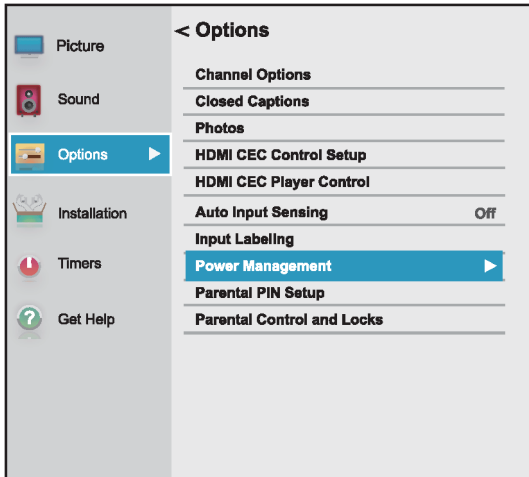 Picture
Sound
Options
Installation
Timers
Get Help
< Options
Channel Options
Closed Captions
Photos
HDMI CEC Control Setup
HDMI CEC Player Control
Auto Input Sensing Off
Input Labeling
Power Management
Parental PIN Setup
Parental Control and Locks